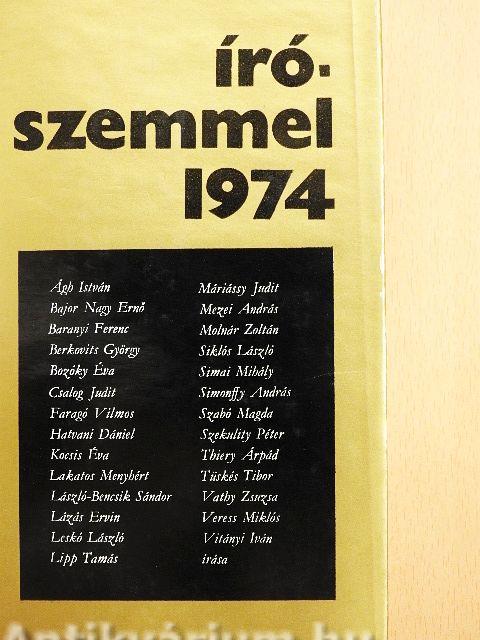 író-
szemmel
1974
Ágh István
Bajor Nagy Ernő
Baranyi Ferenc
Berkovits György
Bozóky Éva
Csalog Judit
Faragó Vilmos
Hatvani Dániel
Kocsis Éva
Lakatos Menyhért
László-Bencsik Sándor
Lázás Ervin
Leskó László
Lipp Tamás
Máriássy Judit
Mezei András
Molnár Zoltán
Siklós László
Simai Mihály
Simonffy András
Szabó Magda
Szekulity Péter
Thiery Árpád
Tüskés Tibor
Vathy Zsuzsa
Veress Miklós
Vitányi Iván
írása
Antikvárium.hu